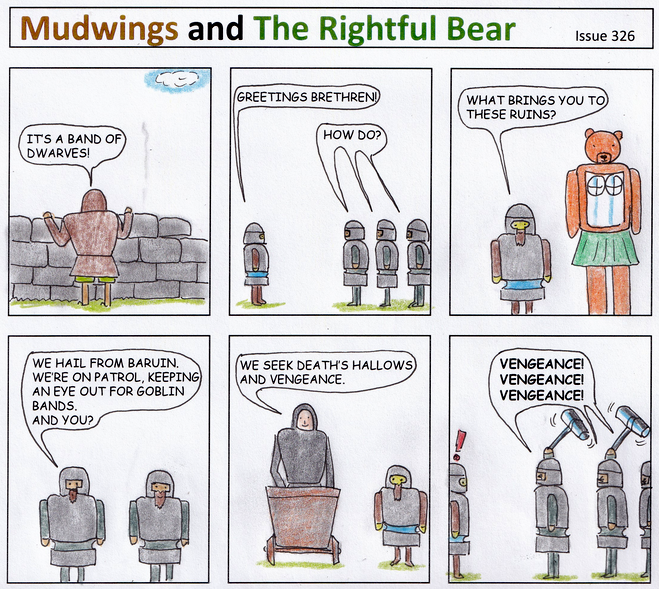 Mudwings and The Rightful Bear
Issue 326
IT'S A BAND OF
DWARVES!
GREETINGS BRETHREN!
HOW DO?
WHAT BRINGS YOU TO
THESE RUINS?
WE HAIL FROM BARUIN.
WE'RE ON PATROL, KEEPING
AN EYE OUT FOR GOBLIN
BANDS.
AND YOU?
WE SEEK DEATH'S HALLOWS
AND VENGEANCE.
!
VENGEANCE!
VENGEANCE!
VENGEANCE!